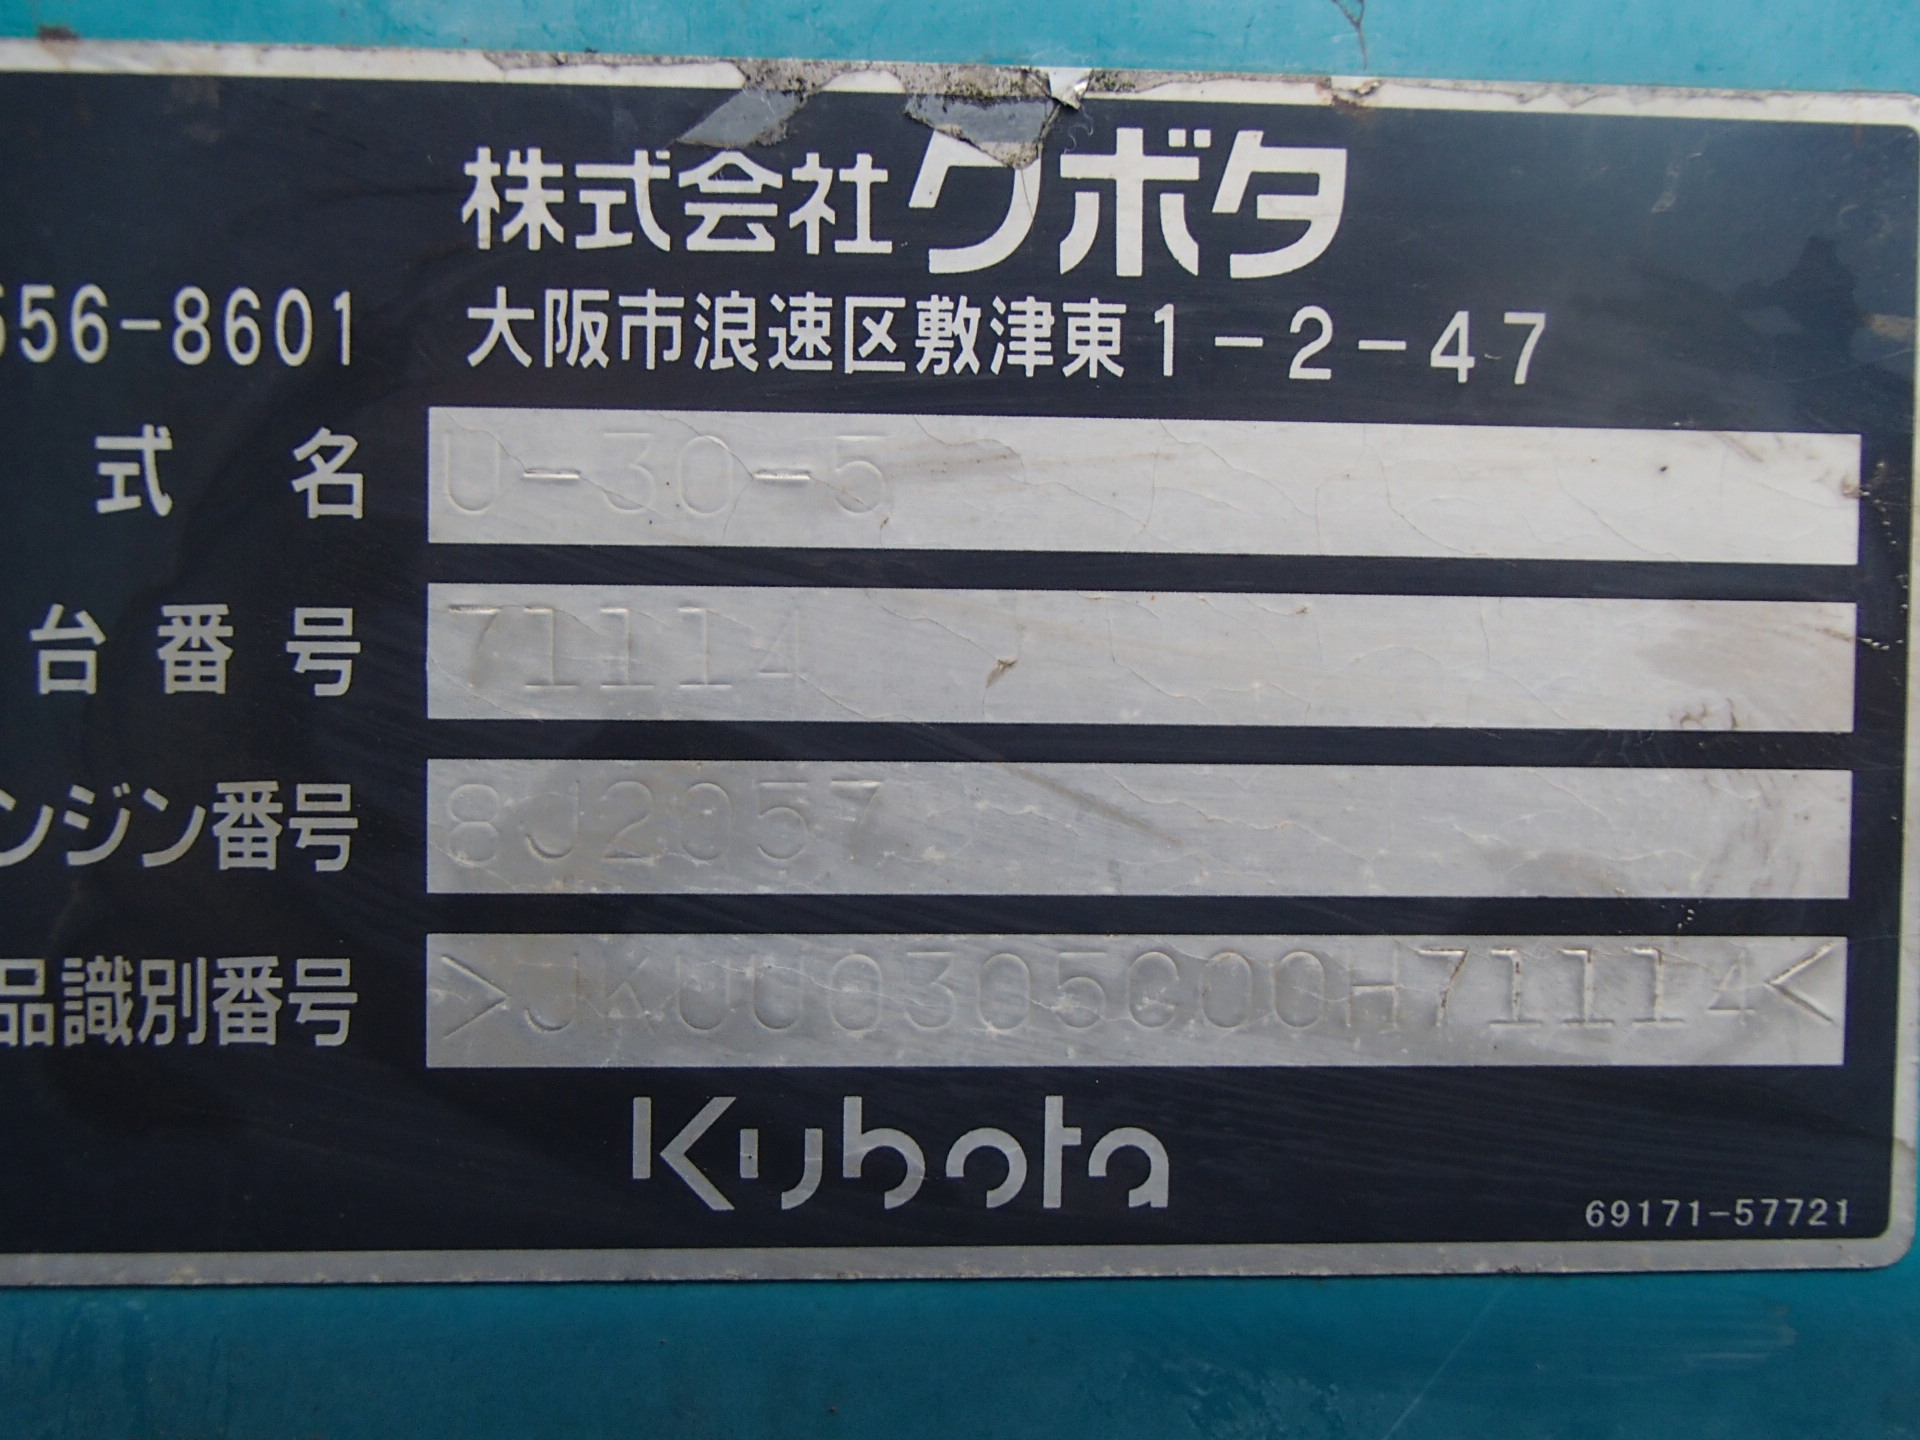 株式会社クボタ
556-8601 大阪市浪速区敷津東1-2-47
式名 U-30-5
台番号 71114
ンジン番号 8J2057
品識別番号 >JKUU0305C00H71114<
Kubota
69171-57721